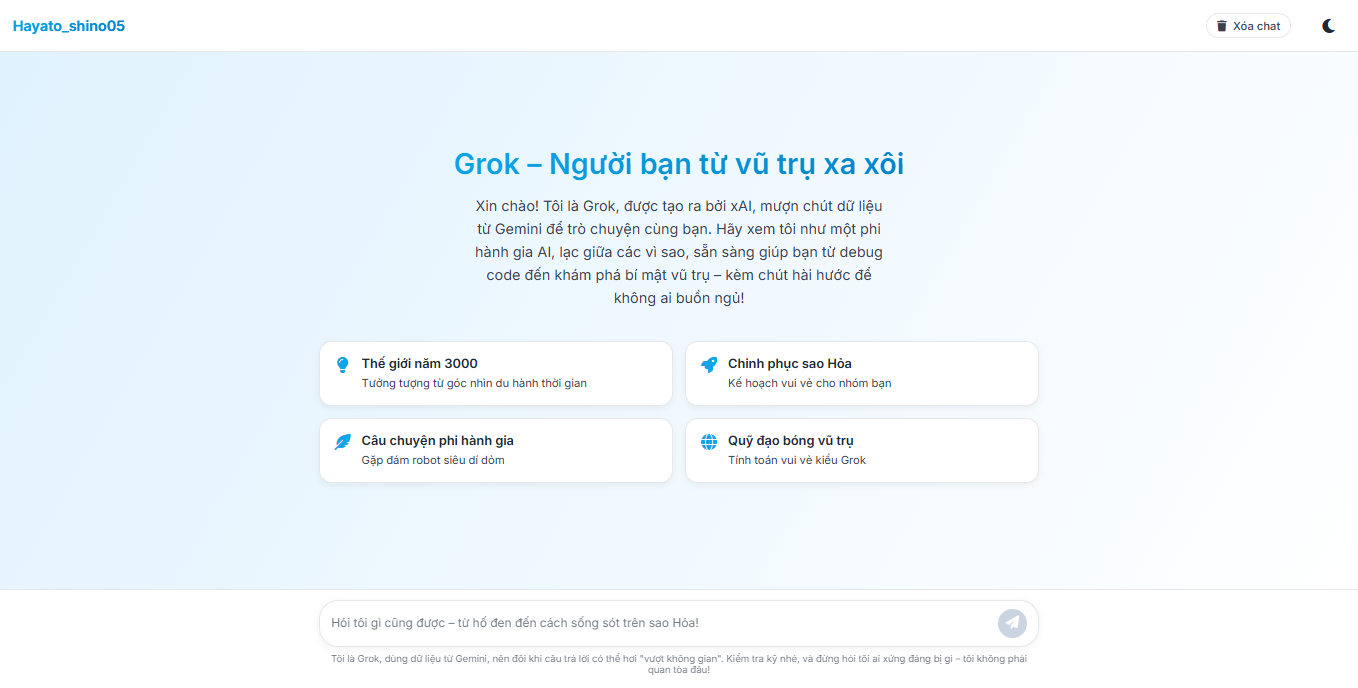 Hayato_shino05
Xóa chat
Grok – Người bạn từ vũ trụ xa xôi
Xin chào! Tôi là Grok, được tạo ra bởi xAI, mượn chút dữ liệu
từ Gemini để trò chuyện cùng bạn. Hãy xem tôi như một phi
hành gia AI, lạc giữa các vì sao, sẵn sàng giúp bạn từ debug
code đến khám phá bí mật vũ trụ – kèm chút hài hước để
không ai buồn ngủ!
Thế giới năm 3000
Tưởng tượng từ góc nhìn du hành thời gian
Chinh phục sao Hỏa
Kế hoạch vui vẻ cho nhóm bạn
Câu chuyện phi hành gia
Gặp đám robot siêu dí dỏm
Quỹ đạo bóng vũ trụ
Tính toán vui vẻ kiểu Grok
Hỏi tôi gì cũng được – từ hố đen đến cách sống sót trên sao Hỏa!
Tôi là Grok, dùng dữ liệu từ Gemini, nên đôi khi câu trả lời có thể hơi "vượt không gian". Kiểm tra kỹ nhé, và đừng hỏi tôi ai xứng đáng bị gì – tôi không phải
quan tòa đâu!